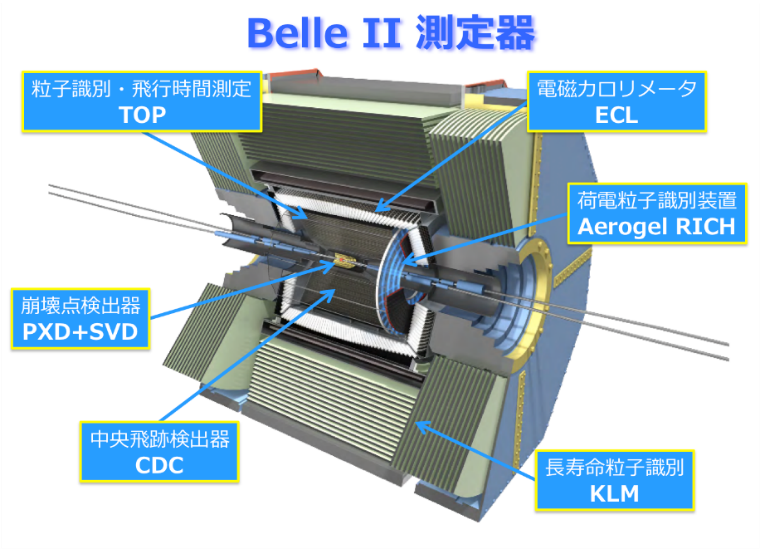 Belle II 測定器
粒子識別・飛行時間測定
TOP
電磁カロリメータ
ECL
荷電粒子識別装置
Aerogel RICH
崩壊点検出器
PXD+SVD
中央飛跡検出器
CDC
長寿命粒子識別
KLM